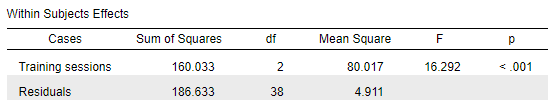 Within Subjects Effects
Cases Sum of Squares df Mean Square F p
Training sessions 160.033 2 80.017 16.292 < .001
Residuals 186.633 38 4.911